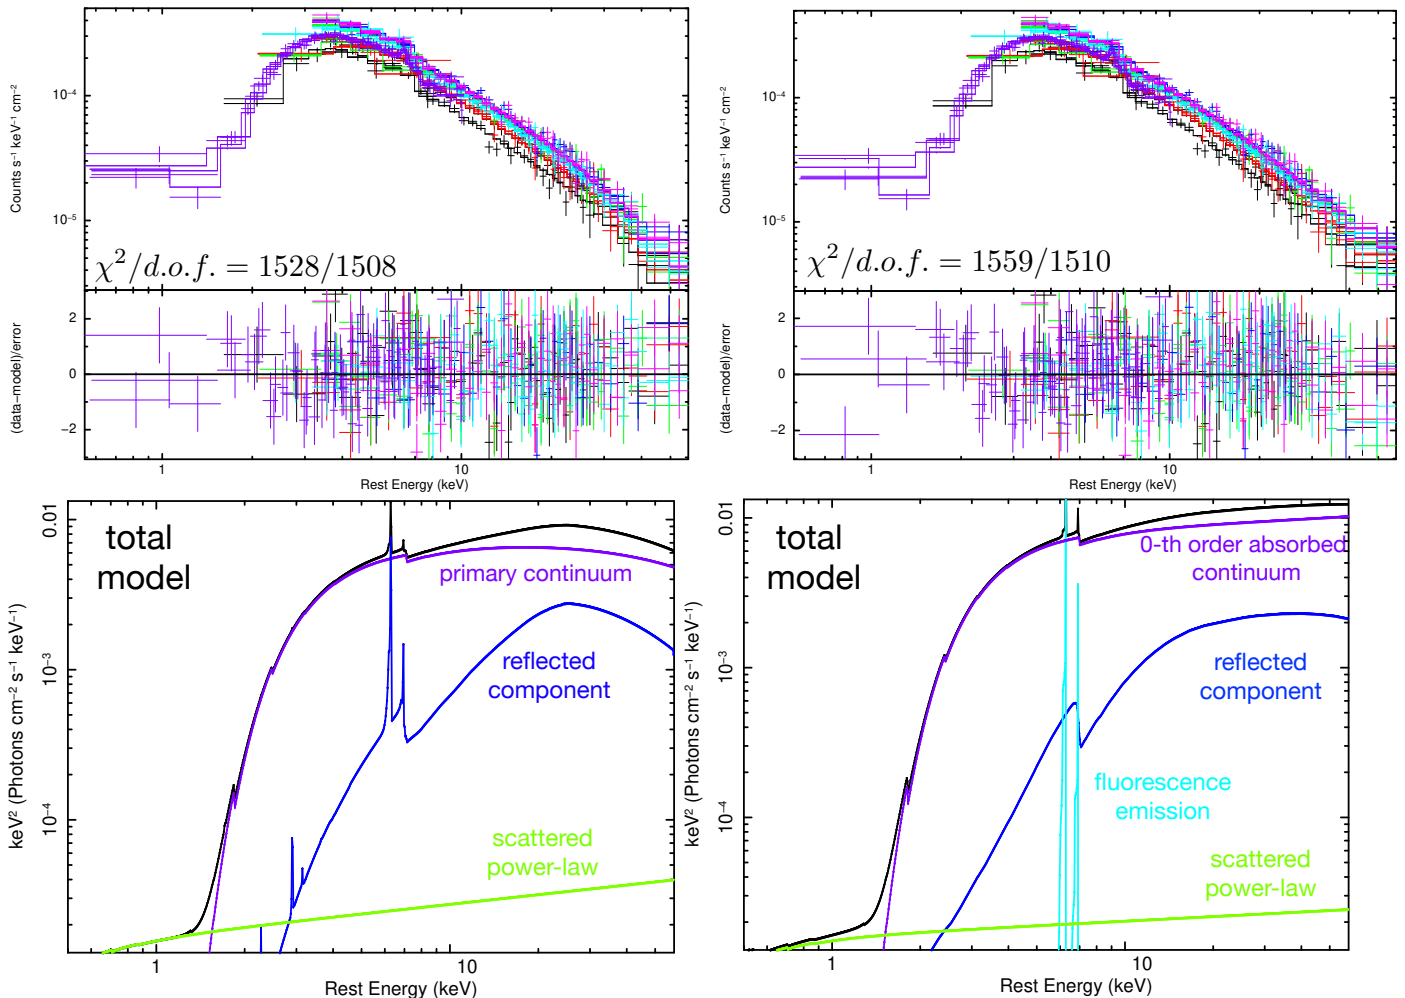 Counts s⁻¹ keV⁻¹ cm⁻²
10⁻⁴
10⁻⁵
χ²/d.o.f. = 1528/1508
(data−model)/error
2
0
−2
1
10
Rest Energy (keV)
Counts s⁻¹ keV⁻¹ cm⁻²
10⁻⁴
10⁻⁵
χ²/d.o.f. = 1559/1510
(data−model)/error
2
0
−2
1
10
Rest Energy (keV)
keV² (Photons cm⁻² s⁻¹ keV⁻¹)
0.01
10⁻³
10⁻⁴
total
model
primary continuum
reflected
component
scattered
power-law
1
10
Rest Energy (keV)
keV² (Photons cm⁻² s⁻¹ keV⁻¹)
0.01
10⁻³
10⁻⁴
total
model
0-th order absorbed
continuum
reflected
component
fluorescence
emission
scattered
power-law
1
10
Rest Energy (keV)